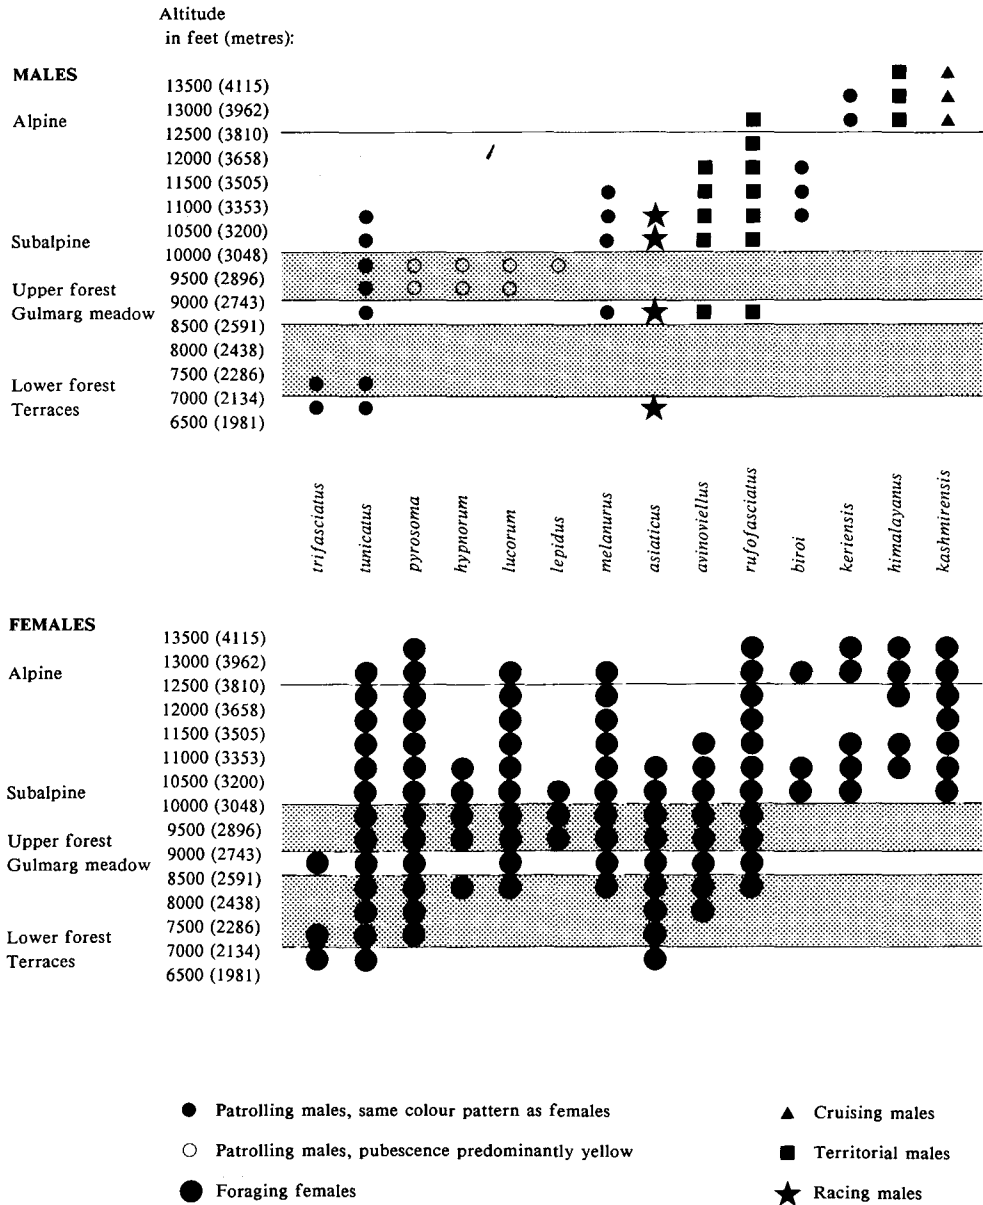 Altitude
in feet (metres):
MALES
13500 (4115)
13000 (3962)
Alpine
12500 (3810)
12000 (3658)
11500 (3505)
11000 (3353)
10500 (3200)
Subalpine
10000 (3048)
9500 (2896)
Upper forest
9000 (2743)
Gulmarg meadow
8500 (2591)
8000 (2438)
7500 (2286)
Lower forest
7000 (2134)
Terraces
6500 (1981)
trifasciatus
tunicatus
pyrosoma
hypnorum
lucorum
lepidus
melanurus
asiaticus
avinoviellus
rufofasciatus
biroi
keriensis
himalayanus
kashmirensis
FEMALES
13500 (4115)
13000 (3962)
Alpine
12500 (3810)
12000 (3658)
11500 (3505)
11000 (3353)
10500 (3200)
Subalpine
10000 (3048)
9500 (2896)
Upper forest
9000 (2743)
Gulmarg meadow
8500 (2591)
8000 (2438)
7500 (2286)
Lower forest
7000 (2134)
Terraces
6500 (1981)
Patrolling males, same colour pattern as females
Cruising males
Patrolling males, pubescence predominantly yellow
Territorial males
Foraging females
Racing males